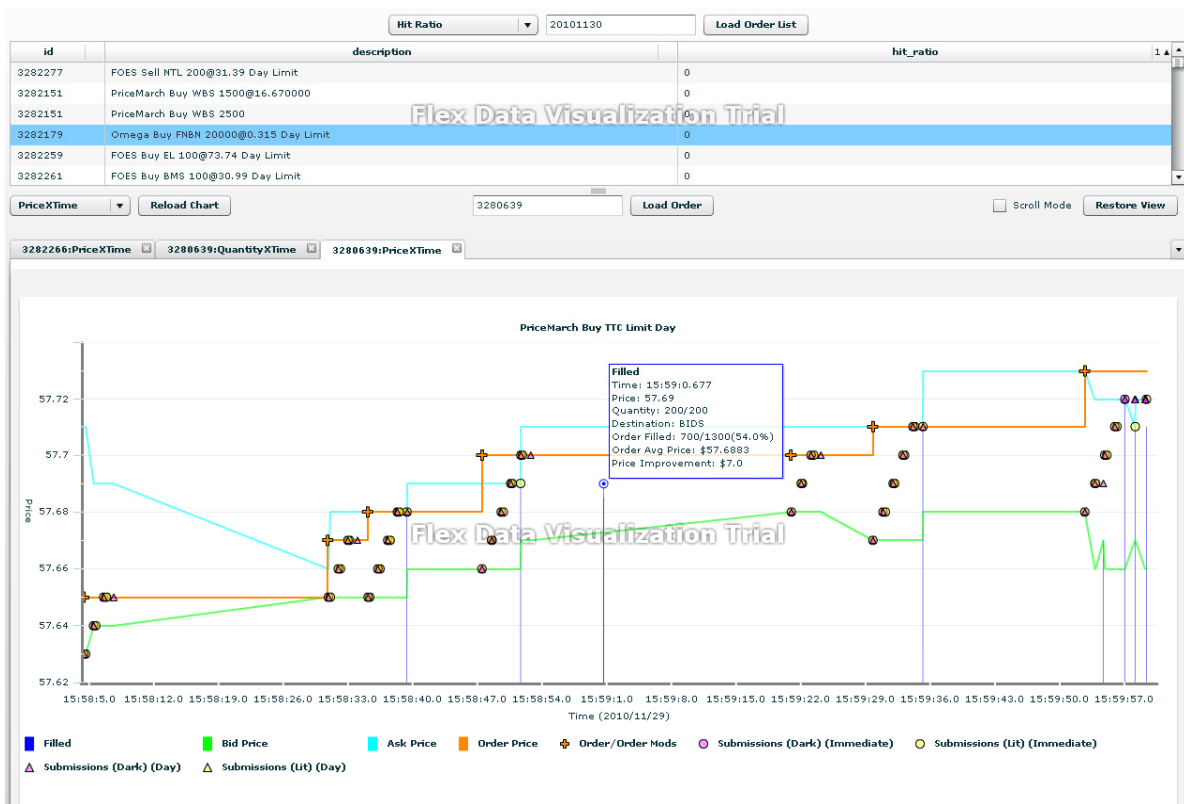 Hit Ratio 20101130 Load Order List
id description hit_ratio 1
3282277 FOES Sell NTL 200@31.39 Day Limit 0
3282151 PriceMarch Buy WBS 1500@16.670000 0
3282151 PriceMarch Buy WBS 2500 0
Flex Data Visualization Trial
3282179 Omega Buy FNBN 20000@0.315 Day Limit 0
3282259 FOES Buy EL 100@73.74 Day Limit 0
3282261 FOES Buy BMS 100@30.99 Day Limit 0
PriceXTime Reload Chart 3280639 Load Order Scroll Mode Restore View
3282266:PriceXTime 3280639:QuantityXTime 3280639:PriceXTime
PriceMarch Buy TTC Limit Day
Filled
Time: 15:59:0.677
Price: 57.69
Quantity: 200/200
Destination: BIDS
Order Filled: 700/1300(54.0%)
Order Avg Price: $57.6883
Price Improvement: $7.0
57.72
57.7
57.68
57.66
57.64
57.62
Price
Flex Data Visualization Trial
15:58:5.0 15:58:12.0 15:58:19.0 15:58:26.0 15:58:33.0 15:58:40.0 15:58:47.0 15:58:54.0 15:59:1.0 15:59:8.0 15:59:15.0 15:59:22.0 15:59:29.0 15:59:36.0 15:59:43.0 15:59:50.0 15:59:57.0
Time (2010/11/29)
Filled Bid Price Ask Price Order Price Order/Order Mods Submissions (Dark) (Immediate) Submissions (Lit) (Immediate)
Submissions (Dark) (Day) Submissions (Lit) (Day)